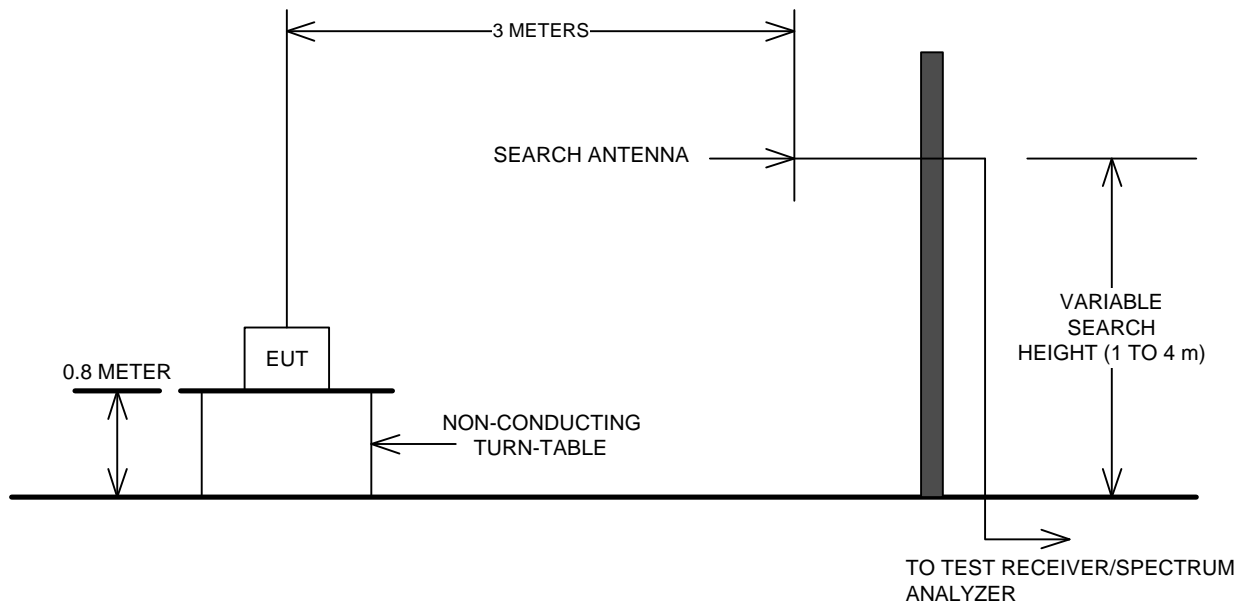 3 METERS
SEARCH ANTENNA
VARIABLE
SEARCH
HEIGHT (1 TO 4 m)
EUT
0.8 METER
NON-CONDUCTING
TURN-TABLE
TO TEST RECEIVER/SPECTRUM
ANALYZER